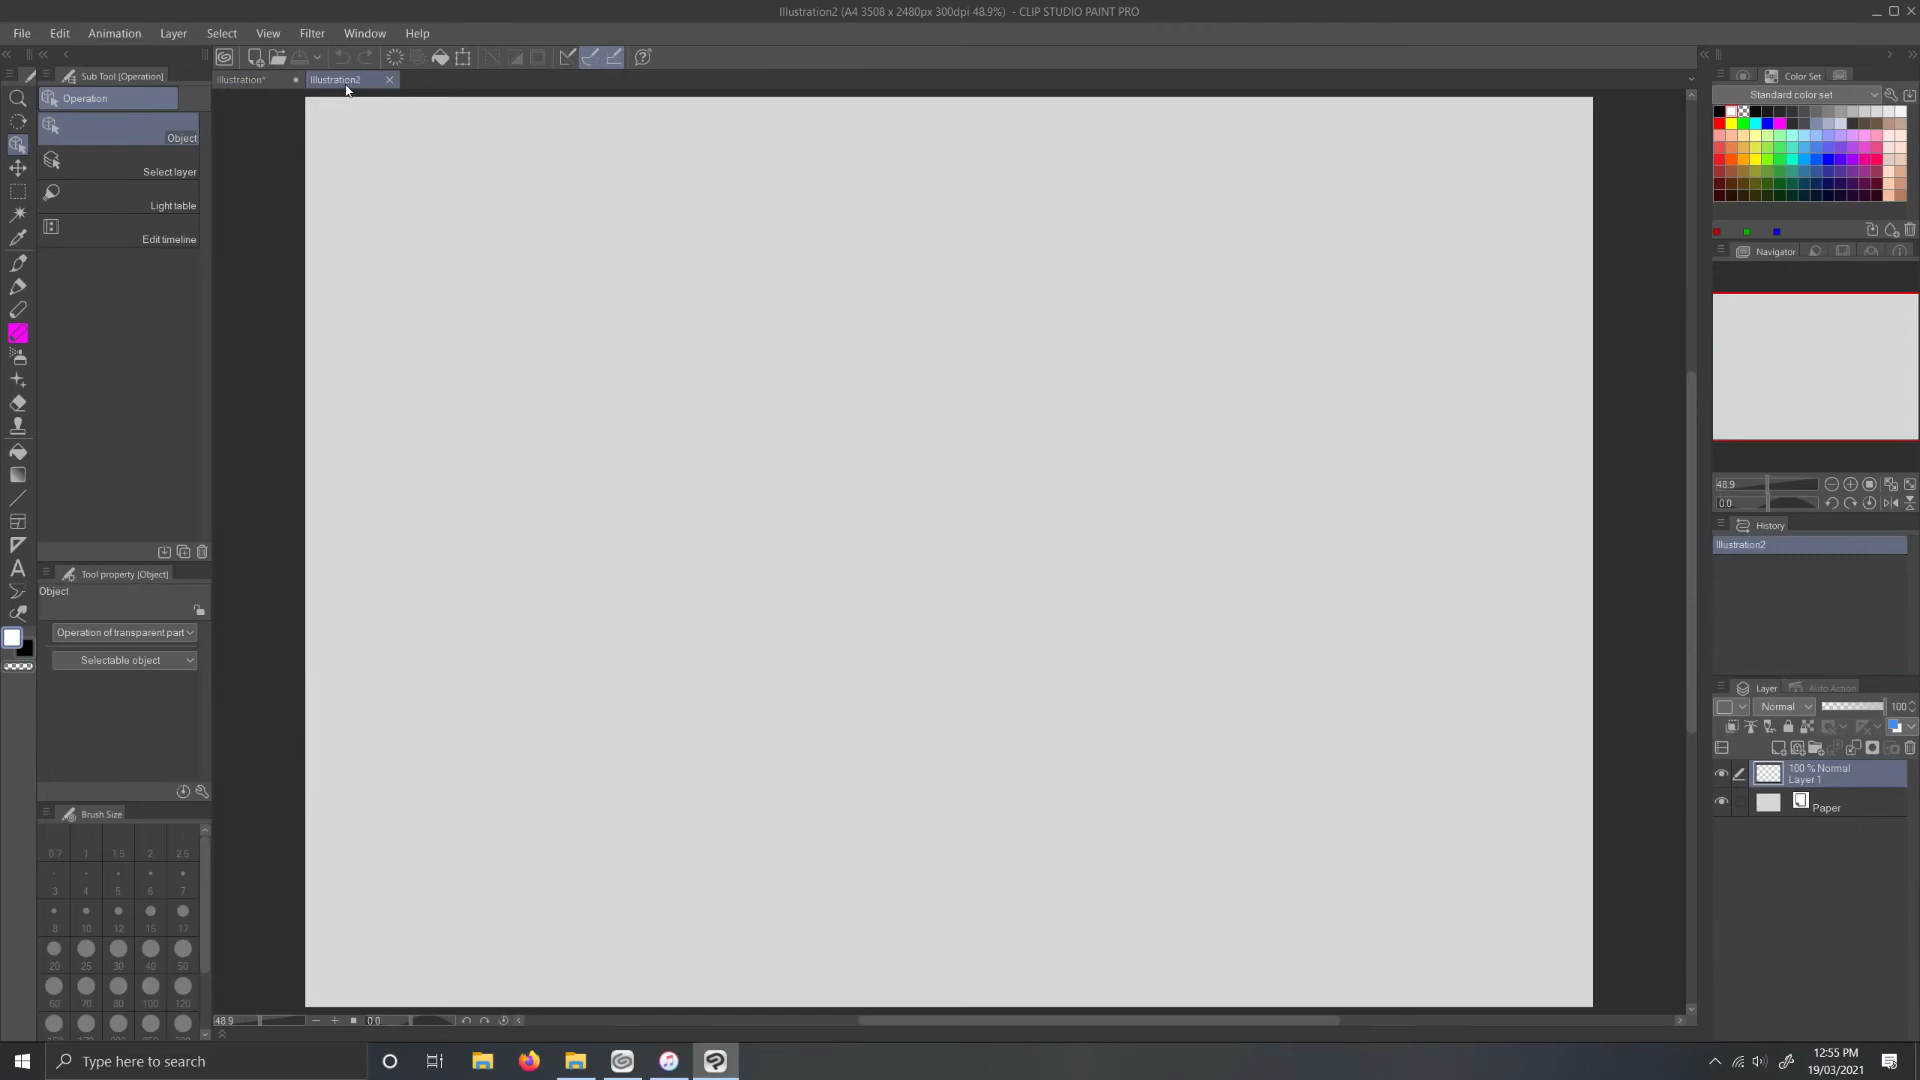 Illustration2 (A4 3508 x 2480px 300dpi 48.9%) - CLIP STUDIO PAINT PRO
File Edit Animation Layer Select View Filter Window Help
Illustration* Illustration2
Sub Tool [Operation]
Operation
Object
Select layer
Light table
Edit timeline
Tool property [Object]
Object
Operation of transparent part
Selectable object
Brush Size
0.7 1 1.5 2 2.5
3 4 5 6 7
8 10 12 15 17
20 25 30 40 50
60 70 80 100 120
48.9 0.0
Color Set
Standard color set
Navigator
48.9
0.0
History
Illustration2
Layer Auto Action
Normal 100
100 % Normal
Layer 1
Paper
Type here to search
12:55 PM
19/03/2021